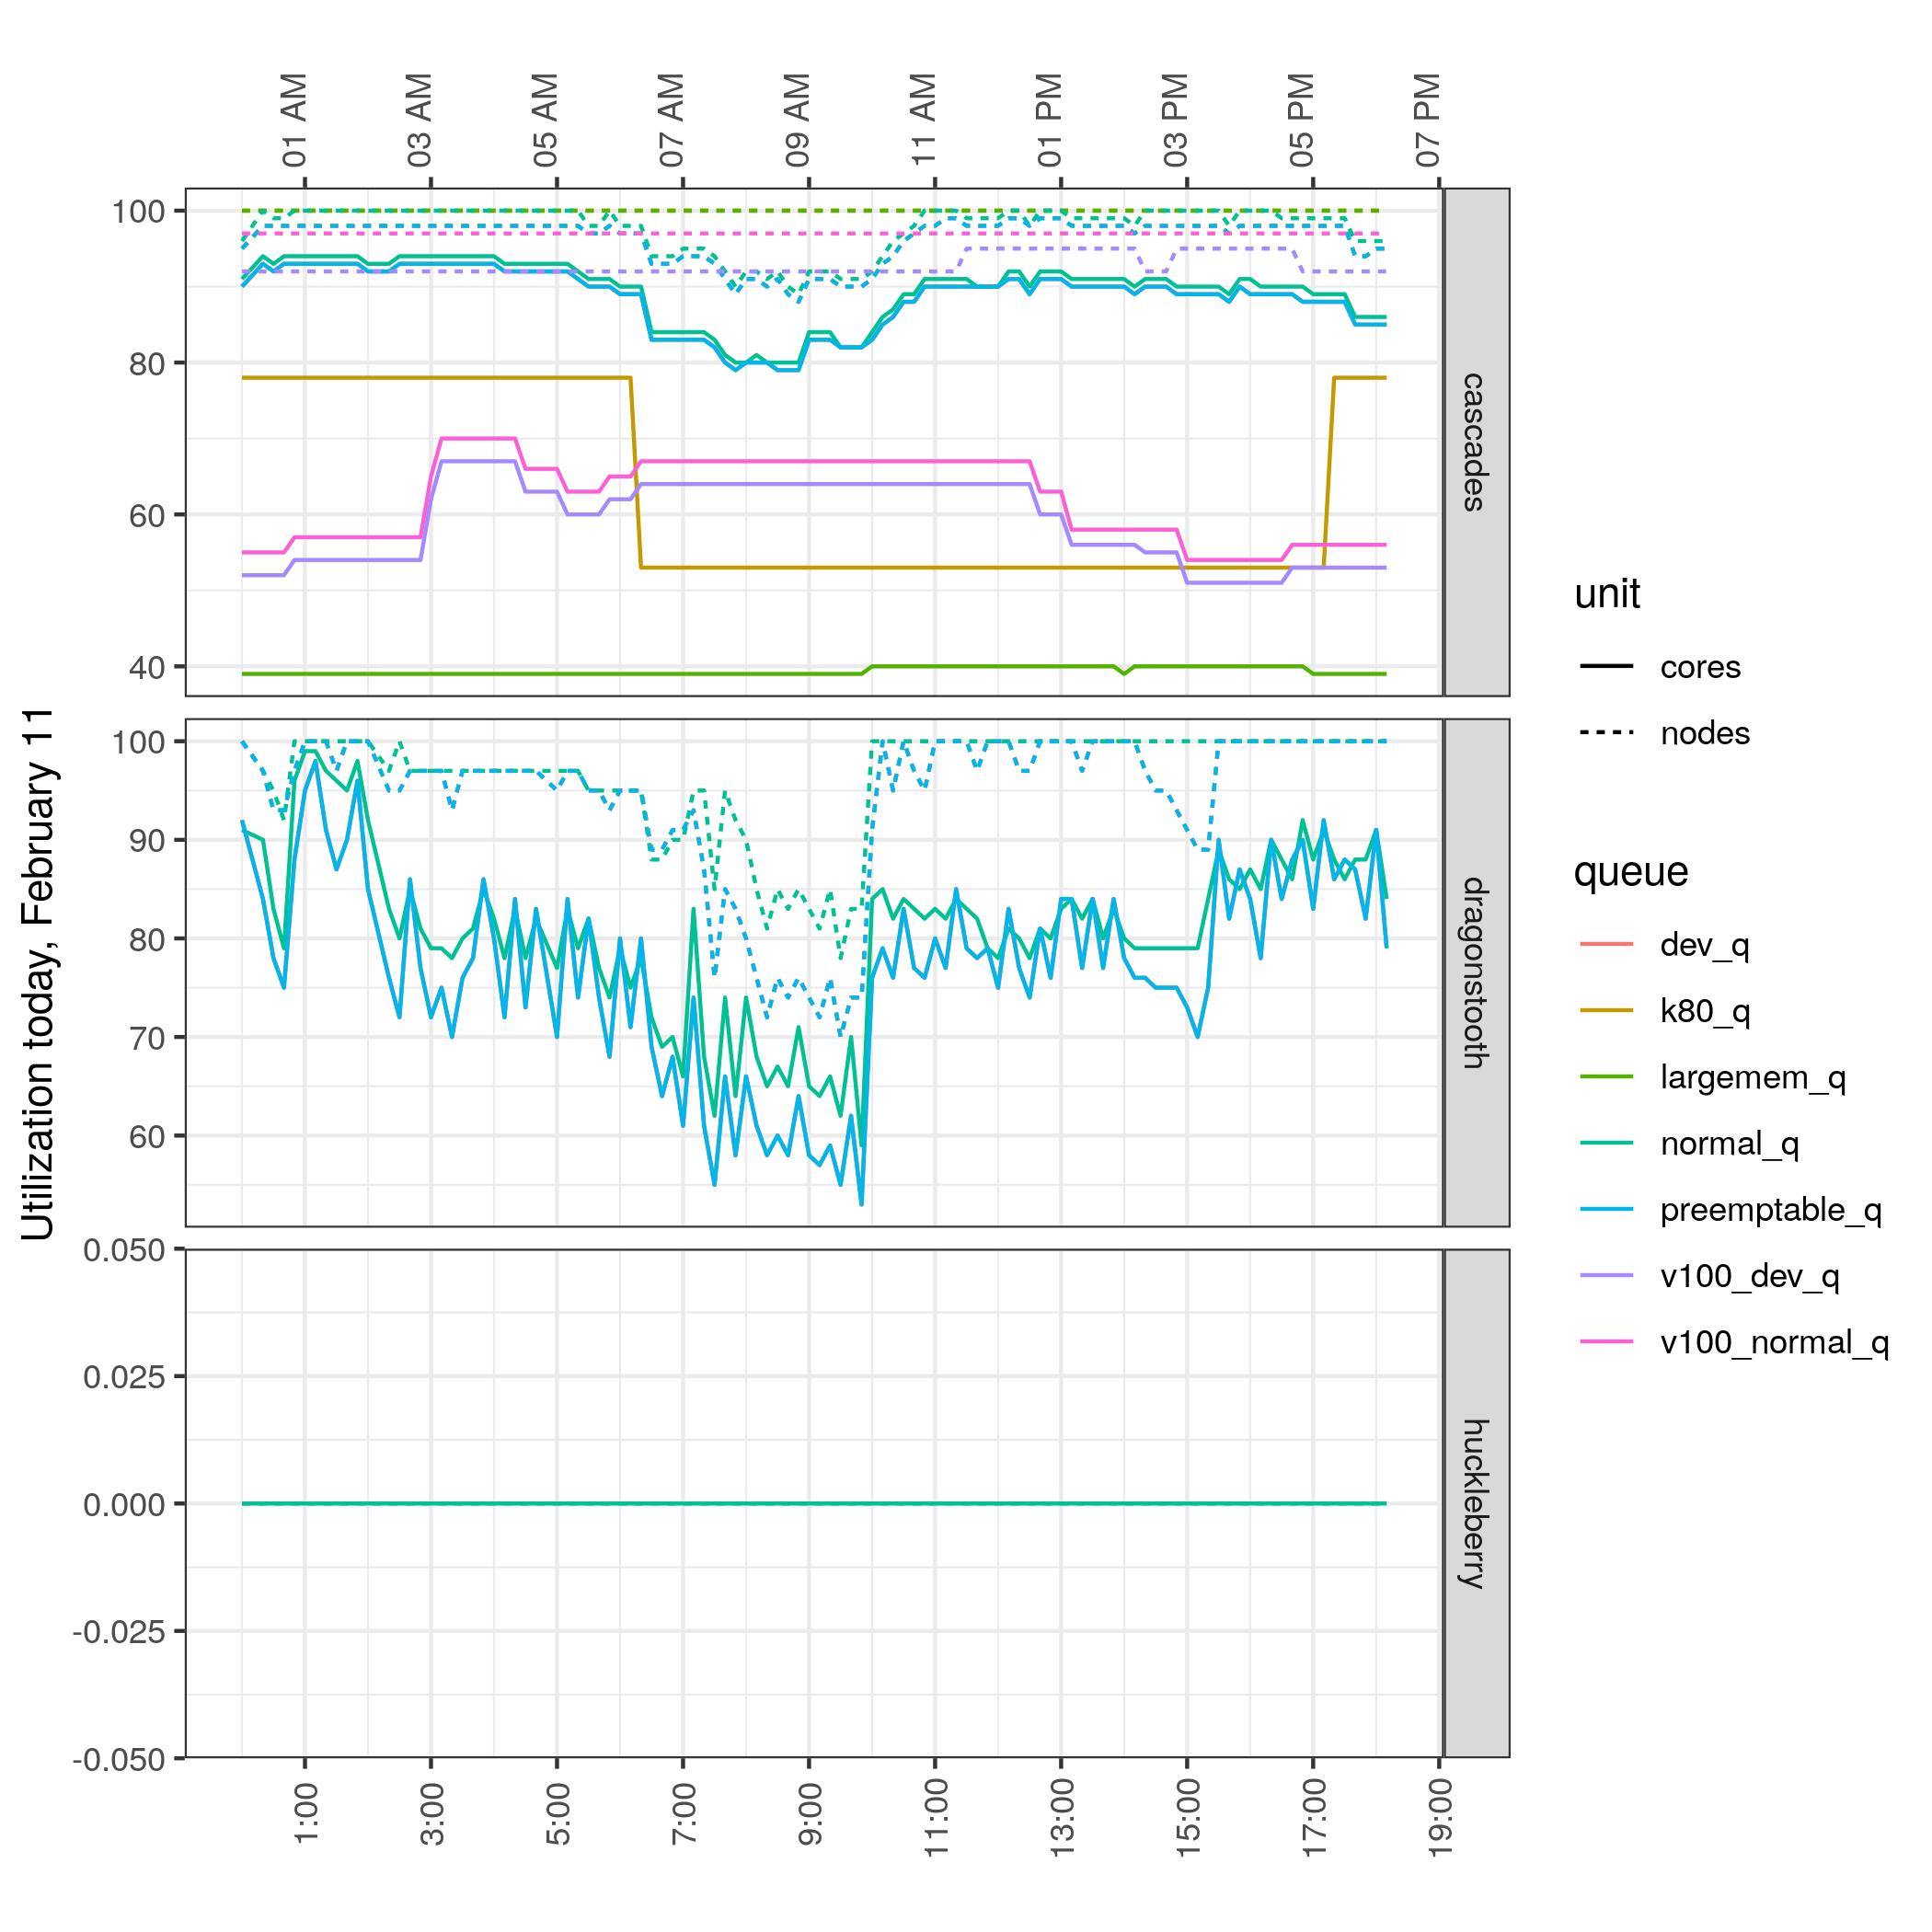 01 AM
03 AM
05 AM
07 AM
09 AM
11 AM
01 PM
03 PM
05 PM
07 PM
Utilization today, February 11
100
80
60
40
cascades
100
90
80
70
60
dragonstooth
0.050
0.025
0.000
-0.025
-0.050
huckleberry
1:00
3:00
5:00
7:00
9:00
11:00
13:00
15:00
17:00
19:00
unit
cores
nodes
queue
dev_q
k80_q
largemem_q
normal_q
preemptable_q
v100_dev_q
v100_normal_q